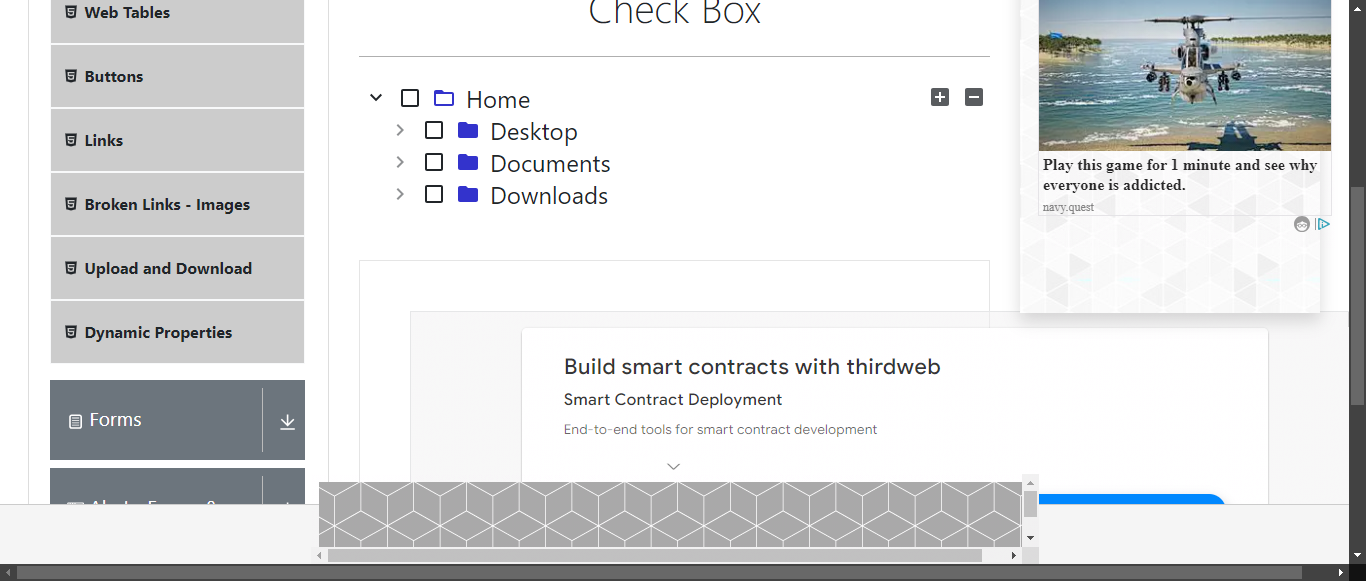 Web Tables
Buttons
Links
Broken Links - Images
Upload and Download
Dynamic Properties
Forms
Check Box
Home
Desktop
Documents
Downloads
Play this game for 1 minute and see why
everyone is addicted.
navy.quest
Build smart contracts with thirdweb
Smart Contract Deployment
End-to-end tools for smart contract development